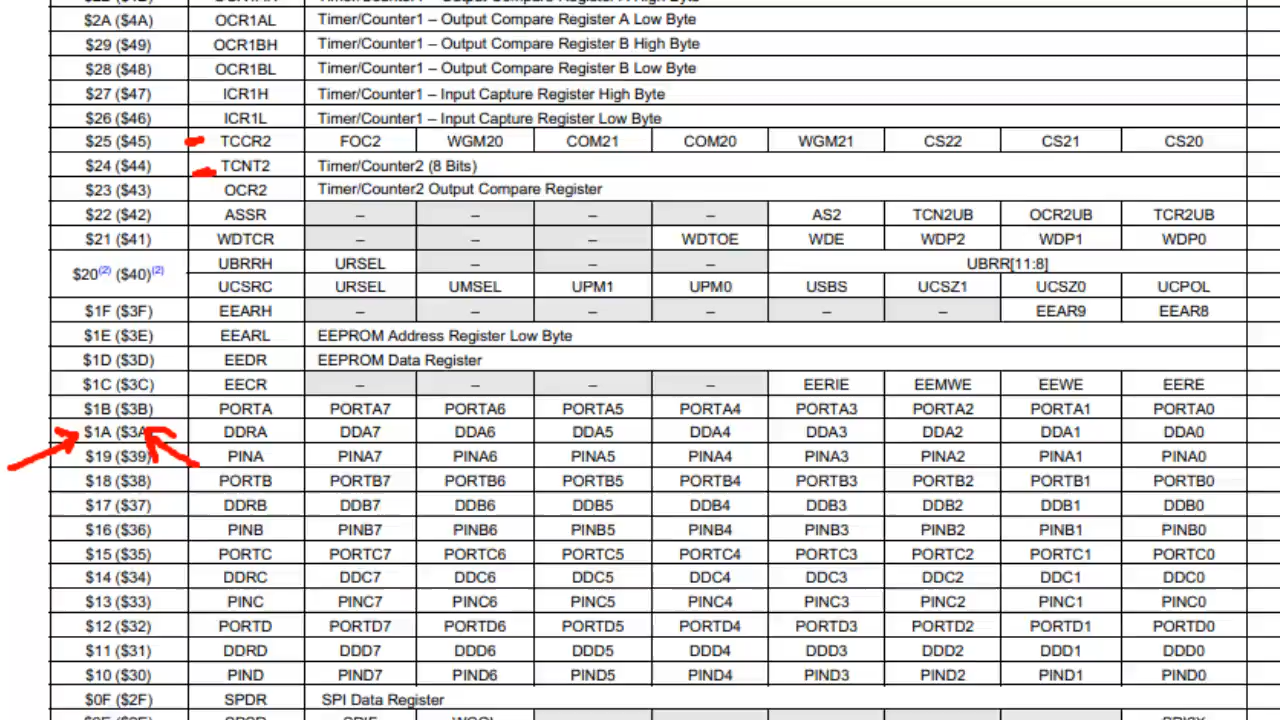 $2A ($4A) OCR1AL Timer/Counter1 – Output Compare Register A Low Byte
$29 ($49) OCR1BH Timer/Counter1 – Output Compare Register B High Byte
$28 ($48) OCR1BL Timer/Counter1 – Output Compare Register B Low Byte
$27 ($47) ICR1H Timer/Counter1 – Input Capture Register High Byte
$26 ($46) ICR1L Timer/Counter1 – Input Capture Register Low Byte
$25 ($45) TCCR2 FOC2 WGM20 COM21 COM20 WGM21 CS22 CS21 CS20
$24 ($44) TCNT2 Timer/Counter2 (8 Bits)
$23 ($43) OCR2 Timer/Counter2 Output Compare Register
$22 ($42) ASSR – – – – AS2 TCN2UB OCR2UB TCR2UB
$21 ($41) WDTCR – – – WDTOE WDE WDP2 WDP1 WDP0
$20(2) ($40)(2) UBRRH URSEL – – – UBRR[11:8]
UCSRC URSEL UMSEL UPM1 UPM0 USBS UCSZ1 UCSZ0 UCPOL
$1F ($3F) EEARH – – – – – – EEAR9 EEAR8
$1E ($3E) EEARL EEPROM Address Register Low Byte
$1D ($3D) EEDR EEPROM Data Register
$1C ($3C) EECR – – – – EERIE EEMWE EEWE EERE
$1B ($3B) PORTA PORTA7 PORTA6 PORTA5 PORTA4 PORTA3 PORTA2 PORTA1 PORTA0
$1A ($3A DDRA DDA7 DDA6 DDA5 DDA4 DDA3 DDA2 DDA1 DDA0
$19 ($39) PINA PINA7 PINA6 PINA5 PINA4 PINA3 PINA2 PINA1 PINA0
$18 ($38) PORTB PORTB7 PORTB6 PORTB5 PORTB4 PORTB3 PORTB2 PORTB1 PORTB0
$17 ($37) DDRB DDB7 DDB6 DDB5 DDB4 DDB3 DDB2 DDB1 DDB0
$16 ($36) PINB PINB7 PINB6 PINB5 PINB4 PINB3 PINB2 PINB1 PINB0
$15 ($35) PORTC PORTC7 PORTC6 PORTC5 PORTC4 PORTC3 PORTC2 PORTC1 PORTC0
$14 ($34) DDRC DDC7 DDC6 DDC5 DDC4 DDC3 DDC2 DDC1 DDC0
$13 ($33) PINC PINC7 PINC6 PINC5 PINC4 PINC3 PINC2 PINC1 PINC0
$12 ($32) PORTD PORTD7 PORTD6 PORTD5 PORTD4 PORTD3 PORTD2 PORTD1 PORTD0
$11 ($31) DDRD DDD7 DDD6 DDD5 DDD4 DDD3 DDD2 DDD1 DDD0
$10 ($30) PIND PIND7 PIND6 PIND5 PIND4 PIND3 PIND2 PIND1 PIND0
$0F ($2F) SPDR SPI Data Register